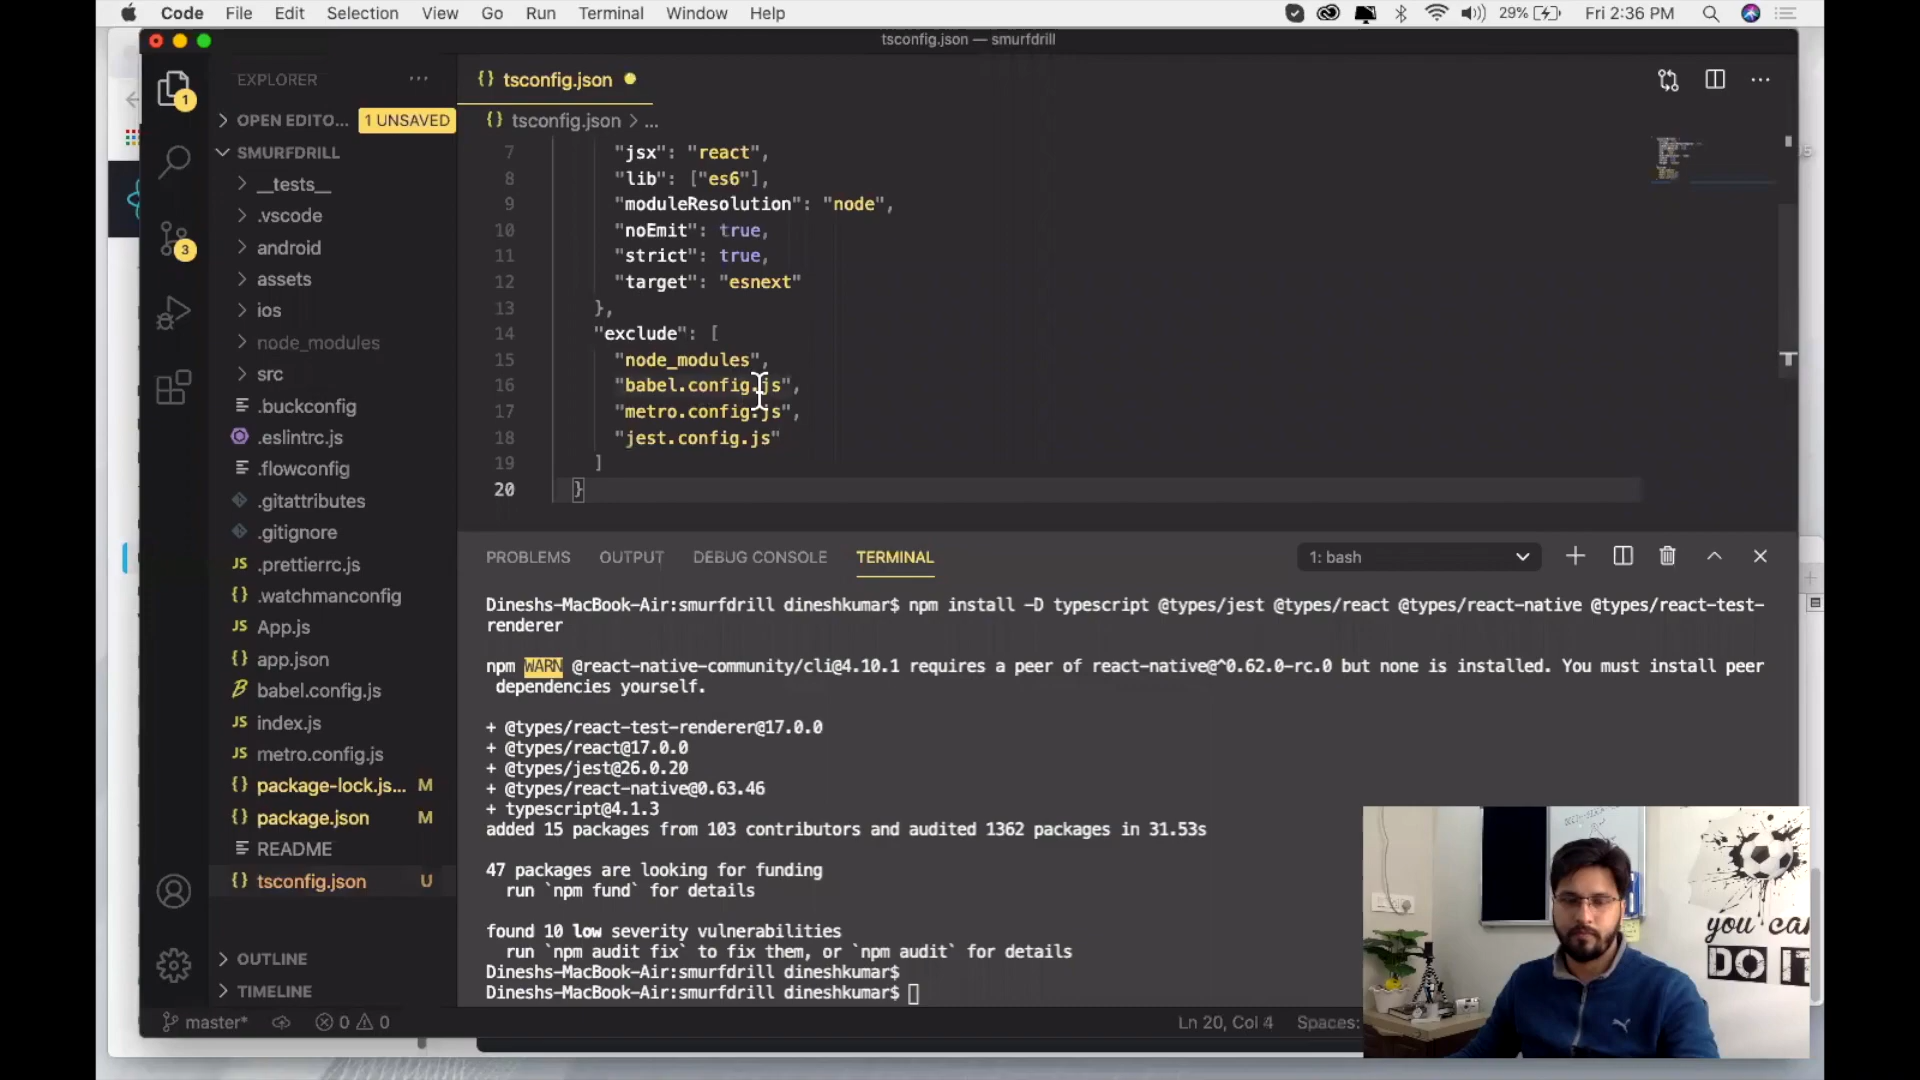 Code File Edit Selection View Go Run Terminal Window Help 29% Fri 2:36 PM
tsconfig.json — smurfdrill
EXPLORER
OPEN EDITO... 1 UNSAVED
SMURFDRILL
__tests__
.vscode
android
assets
ios
node_modules
src
.buckconfig
.eslintrc.js
.flowconfig
.gitattributes
.gitignore
.prettierrc.js
.watchmanconfig
App.js
app.json
babel.config.js
index.js
metro.config.js
package-lock.js... M
package.json M
README
tsconfig.json U
OUTLINE
TIMELINE
1
3
{} tsconfig.json
{} tsconfig.json > ...
7 "jsx": "react",
8 "lib": ["es6"],
9 "moduleResolution": "node",
10 "noEmit": true,
11 "strict": true,
12 "target": "esnext"
13 },
14 "exclude": [
15 "node_modules",
16 "babel.config.js",
17 "metro.config.js",
18 "jest.config.js"
19 ]
20 }
PROBLEMS OUTPUT DEBUG CONSOLE TERMINAL 1: bash
Dineshs-MacBook-Air:smurfdrill dineshkumar$ npm install -D typescript @types/jest @types/react @types/react-native @types/react-test-
renderer
npm WARN @react-native-community/cli@4.10.1 requires a peer of react-native@^0.62.0-rc.0 but none is installed. You must install peer
dependencies yourself.
+ @types/react-test-renderer@17.0.0
+ @types/react@17.0.0
+ @types/jest@26.0.20
+ @types/react-native@0.63.46
+ typescript@4.1.3
added 15 packages from 103 contributors and audited 1362 packages in 31.53s
47 packages are looking for funding
run `npm fund` for details
found 10 low severity vulnerabilities
run `npm audit fix` to fix them, or `npm audit` for details
Dineshs-MacBook-Air:smurfdrill dineshkumar$
Dineshs-MacBook-Air:smurfdrill dineshkumar$
master* 0 0 Ln 20, Col 4 Spaces:
you can
DO IT